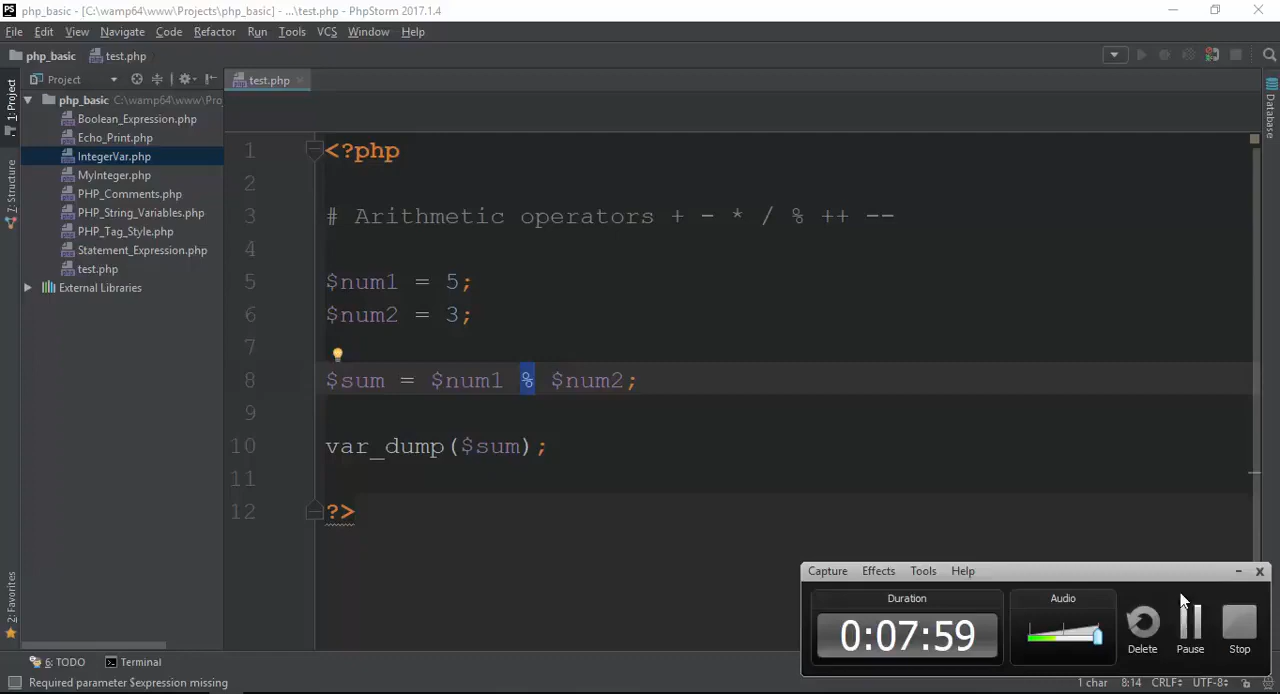 php_basic - [C:\wamp64\www\Projects\php_basic] - ...\test.php - PhpStorm 2017.1.4
File Edit View Navigate Code Refactor Run Tools VCS Window Help
php_basic test.php
Project
test.php
1: Project
7: Structure
2: Favorites
Database
php_basic C:\wamp64\www\Pro
Boolean_Expression.php
Echo_Print.php
IntegerVar.php
MyInteger.php
PHP_Comments.php
PHP_String_Variables.php
PHP_Tag_Style.php
Statement_Expression.php
test.php
External Libraries
1 <?php
2
3 # Arithmetic operators + - * / % ++ --
4
5 $num1 = 5;
6 $num2 = 3;
7
8 $sum = $num1 % $num2;
9
10 var_dump($sum);
11
12 ?>
Capture Effects Tools Help
Duration
0:07:59
Audio
Delete Pause Stop
6: TODO Terminal
Required parameter $expression missing
1 char 8:14 CRLF UTF-8